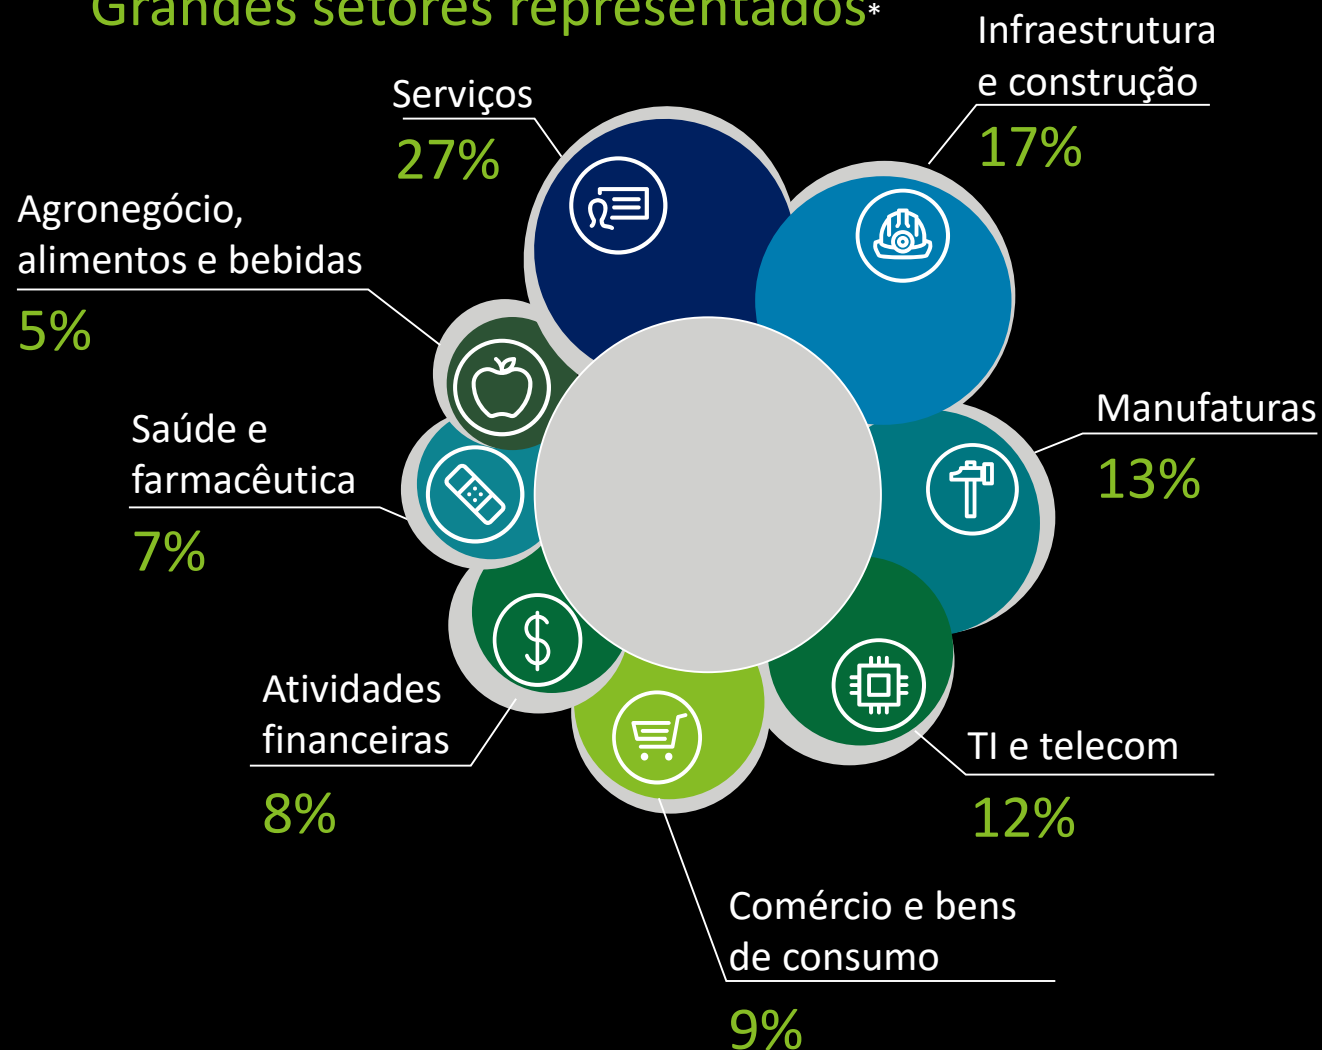 Grandes setores representados*
Serviços
27%
Infraestrutura
e construção
17%
Agronegócio,
alimentos e bebidas
5%
Manufaturas
13%
Saúde e
farmacêutica
7%
Atividades
financeiras
8%
TI e telecom
12%
Comércio e bens
de consumo
9%